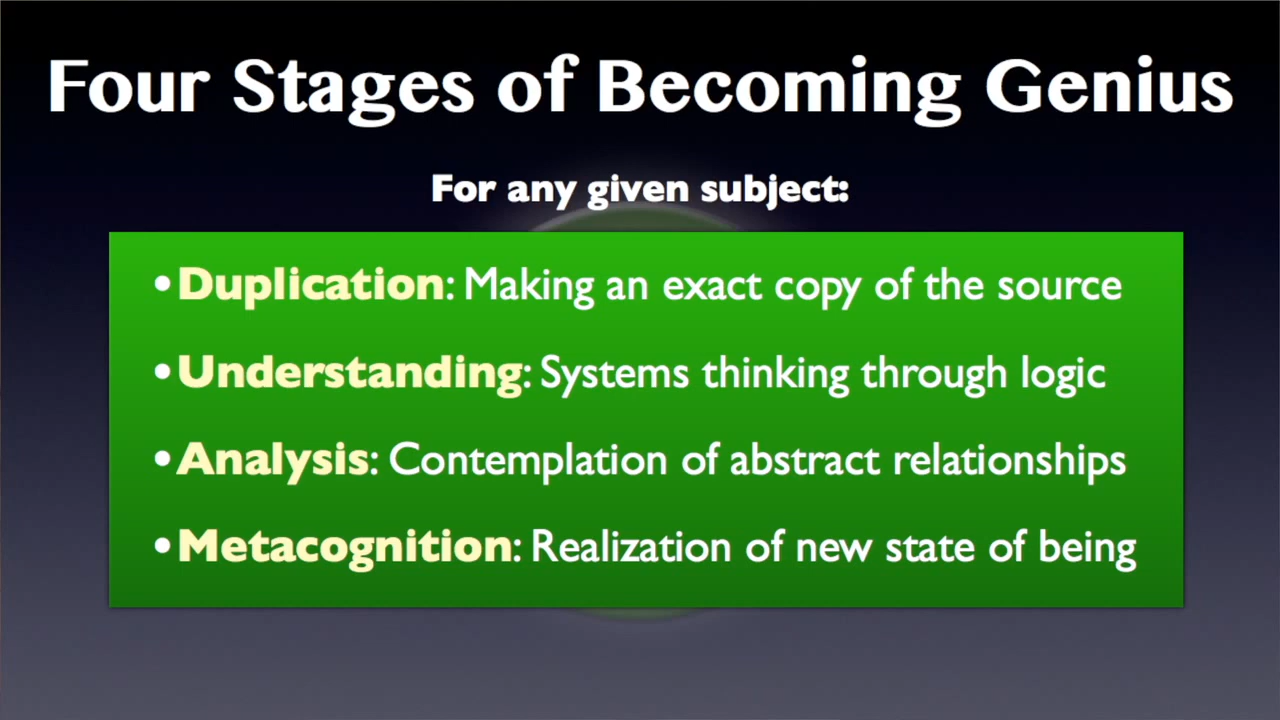 Four Stages of Becoming Genius
For any given subject:
•Duplication: Making an exact copy of the source
•Understanding: Systems thinking through logic
•Analysis: Contemplation of abstract relationships
•Metacognition: Realization of new state of being